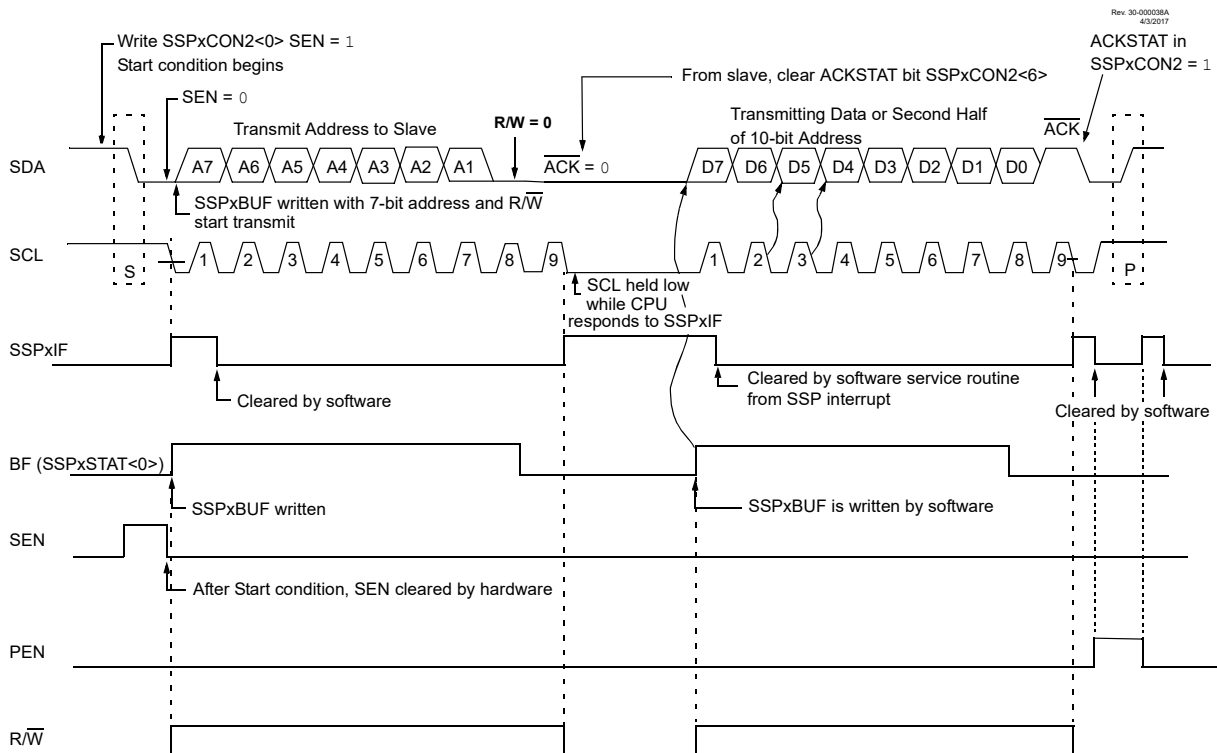 Rev. 30-000038A
4/3/2017
Write SSPxCON2<0> SEN = 1
Start condition begins
ACKSTAT in
SSPxCON2 = 1
From slave, clear ACKSTAT bit SSPxCON2<6>
SEN = 0
Transmit Address to Slave
R/W = 0
Transmitting Data or Second Half
of 10-bit Address
ACK
SDA
A7 A6 A5 A4 A3 A2 A1
ACK = 0
D7 D6 D5 D4 D3 D2 D1 D0
SSPxBUF written with 7-bit address and R/W
start transmit
SCL
S
1 2 3 4 5 6 7 8 9
1 2 3 4 5 6 7 8 9
P
SCL held low
while CPU
responds to SSPxIF
SSPxIF
Cleared by software
Cleared by software service routine
from SSP interrupt
Cleared by software
BF (SSPxSTAT<0>)
SSPxBUF written
SSPxBUF is written by software
SEN
After Start condition, SEN cleared by hardware
PEN
R/W